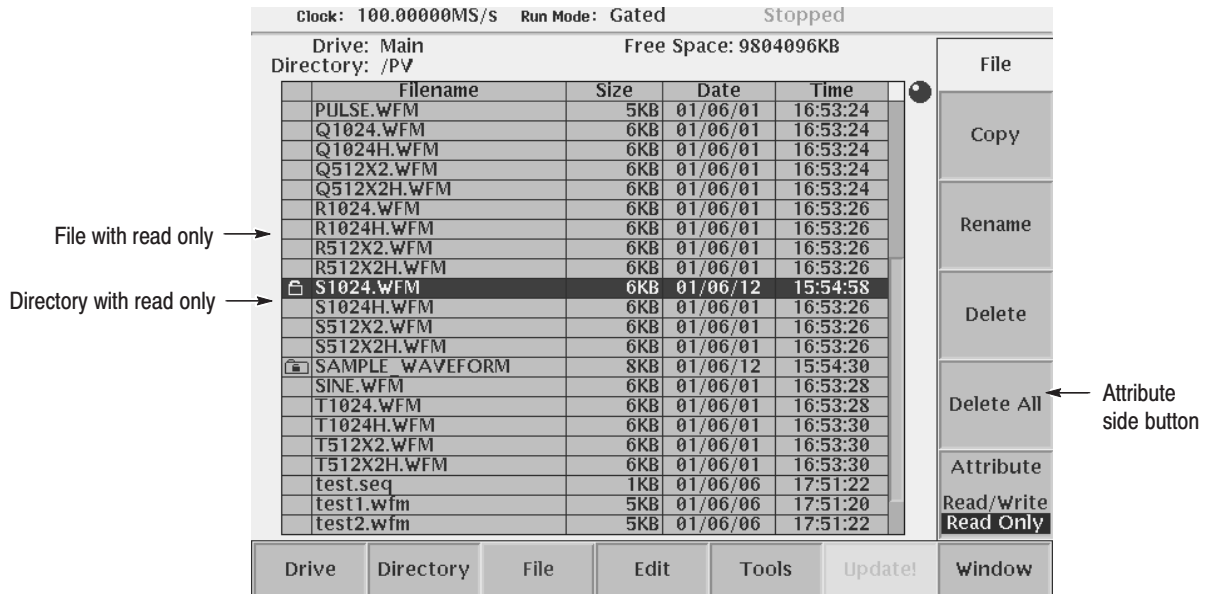 Clock: 100.00000MS/s Run Mode: Gated Stopped
Drive: Main Free Space: 9804096KB
Directory: /PV
File
Filename Size Date Time
PULSE.WFM 5KB 01/06/01 16:53:24
Q1024.WFM 6KB 01/06/01 16:53:24
Q1024H.WFM 6KB 01/06/01 16:53:24
Q512X2.WFM 6KB 01/06/01 16:53:24
Q512X2H.WFM 6KB 01/06/01 16:53:24
R1024.WFM 6KB 01/06/01 16:53:26
R1024H.WFM 6KB 01/06/01 16:53:26
R512X2.WFM 6KB 01/06/01 16:53:26
R512X2H.WFM 6KB 01/06/01 16:53:26
S1024.WFM 6KB 01/06/12 15:54:58
S1024H.WFM 6KB 01/06/01 16:53:26
S512X2.WFM 6KB 01/06/01 16:53:26
S512X2H.WFM 6KB 01/06/01 16:53:26
SAMPLE_WAVEFORM 8KB 01/06/12 15:54:30
SINE.WFM 6KB 01/06/01 16:53:28
T1024.WFM 6KB 01/06/01 16:53:28
T1024H.WFM 6KB 01/06/01 16:53:30
T512X2.WFM 6KB 01/06/01 16:53:30
T512X2H.WFM 6KB 01/06/01 16:53:30
test.seq 1KB 01/06/06 17:51:22
test1.wfm 5KB 01/06/06 17:51:20
test2.wfm 5KB 01/06/06 17:51:22
Copy
Rename
Delete
Delete All
Attribute
Read/Write
Read Only
File with read only
Directory with read only
Attribute
side button
Drive Directory File Edit Tools Update! Window